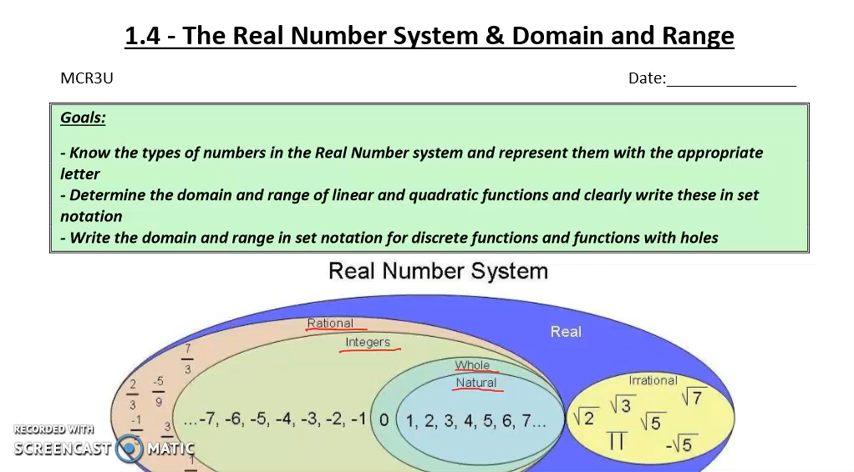 1.4 - The Real Number System & Domain and Range
MCR3U
Date:_______________
Goals:
- Know the types of numbers in the Real Number system and represent them with the appropriate
letter
- Determine the domain and range of linear and quadratic functions and clearly write these in set
notation
- Write the domain and range in set notation for discrete functions and functions with holes
Real Number System
Rational
Real
Integers
7/3
Whole
Natural
Irrational
2/3
-5/9
√3
√7
...-7, -6, -5, -4, -3, -2, -1
0
1, 2, 3, 4, 5, 6, 7...
√2
√5
∏
-√5
-1
3
1
RECORDED WITH
SCREENCAST MATIC